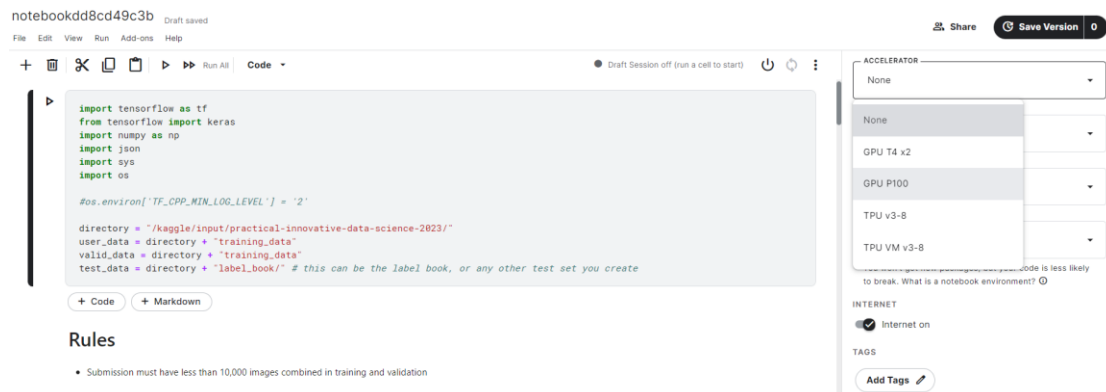 notebookdd8cd49c3b Draft saved
File Edit View Run Add-ons Help
Share
Save Version 0
Run All Code
Draft Session off (run a cell to start)
import tensorflow as tf
from tensorflow import keras
import numpy as np
import json
import sys
import os
#os.environ['TF_CPP_MIN_LOG_LEVEL'] = '2'
directory = "/kaggle/input/practical-innovative-data-science-2023/"
user_data = directory + "training_data"
valid_data = directory + "training_data"
test_data = directory + "label_book/" # this can be the label book, or any other test set you create
+ Code + Markdown
Rules
• Submission must have less than 10,000 images combined in training and validation
ACCELERATOR
None
None
GPU T4 x2
GPU P100
TPU v3-8
TPU VM v3-8
code is less likely
to break. What is a notebook environment?
INTERNET
Internet on
TAGS
Add Tags